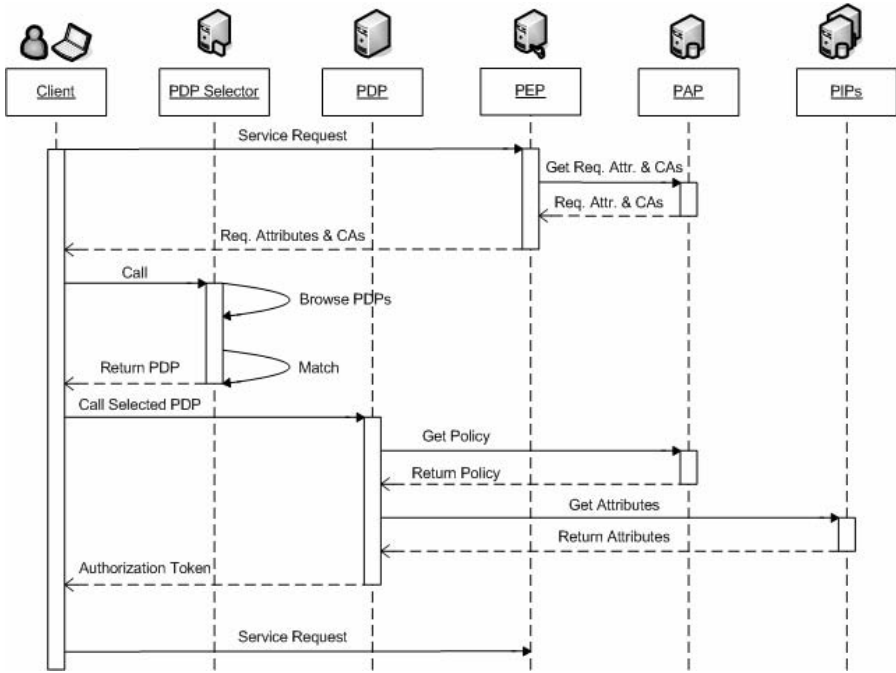 Client
PDP Selector
PDP
PEP
PAP
PIPs
Service Request
Get Req. Attr. & CAs
Req. Attr. & CAs
Req. Attributes & CAs
Call
Browse PDPs
Return PDP
Match
Call Selected PDP
Get Policy
Return Policy
Get Attributes
Return Attributes
Authorization Token
Service Request